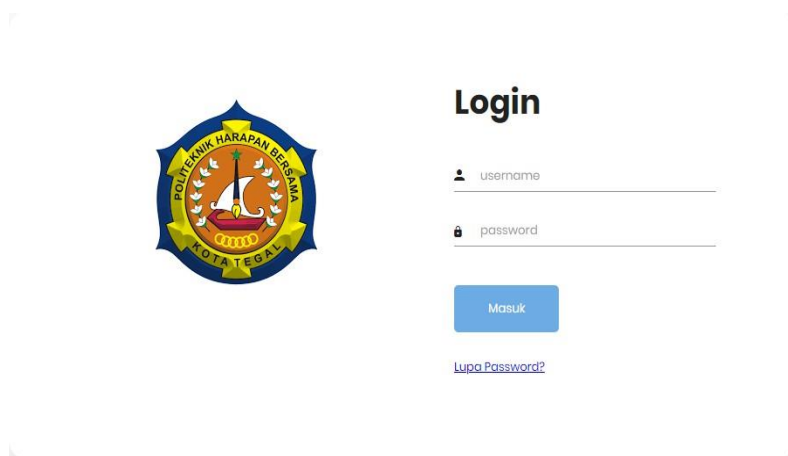 POLITEKNIK HARAPAN BERSAMA
KOTA TEGAL
Login
username
password
Masuk
Lupa Password?